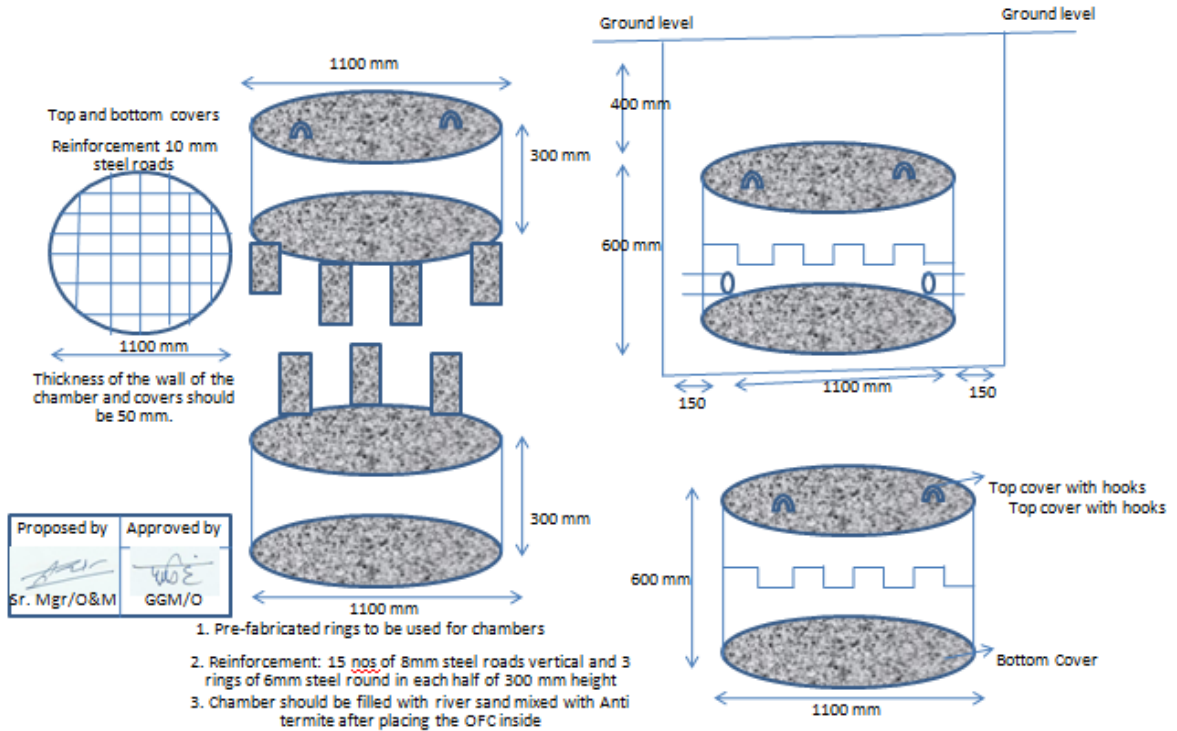 Top and bottom covers
Reinforcement 10 mm
steel roads
1100 mm
Thickness of the wall of the
chamber and covers should
be 50 mm.
1100 mm
300 mm
300 mm
1100 mm
Ground level
Ground level
400 mm
600 mm
1100 mm
150
150
Top cover with hooks
Top cover with hooks
600 mm
Bottom Cover
1100 mm
Proposed by
Approved by
Sr. Mgr/O&M
GGM/O
1. Pre-fabricated rings to be used for chambers
2. Reinforcement: 15 nos of 8mm steel roads vertical and 3
rings of 6mm steel round in each half of 300 mm height
3. Chamber should be filled with river sand mixed with Anti
termite after placing the OFC inside